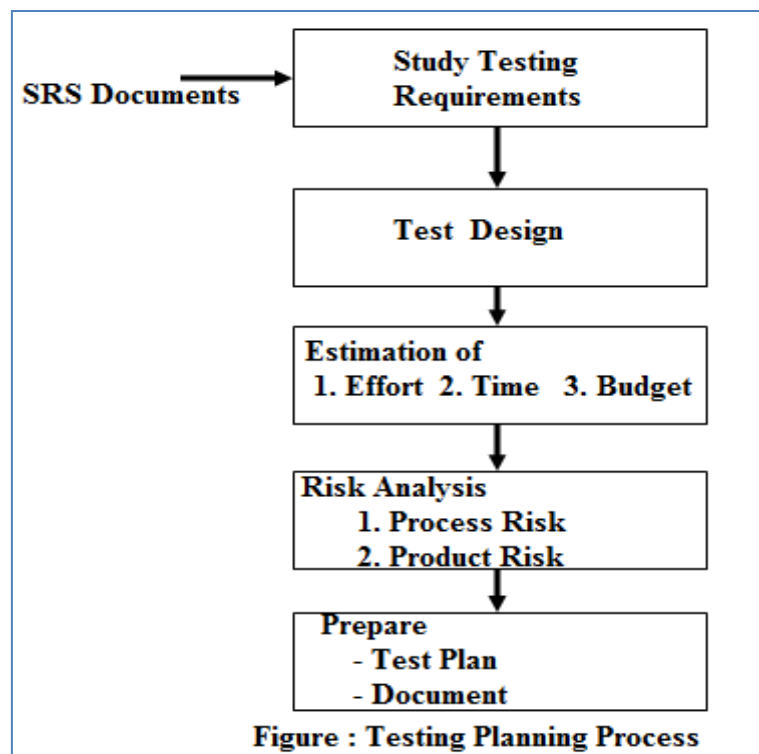 SRS Documents
Study Testing
Requirements
Test Design
Estimation of
1. Effort 2. Time 3. Budget
Risk Analysis
1. Process Risk
2. Product Risk
Prepare
- Test Plan
- Document
Figure : Testing Planning Process